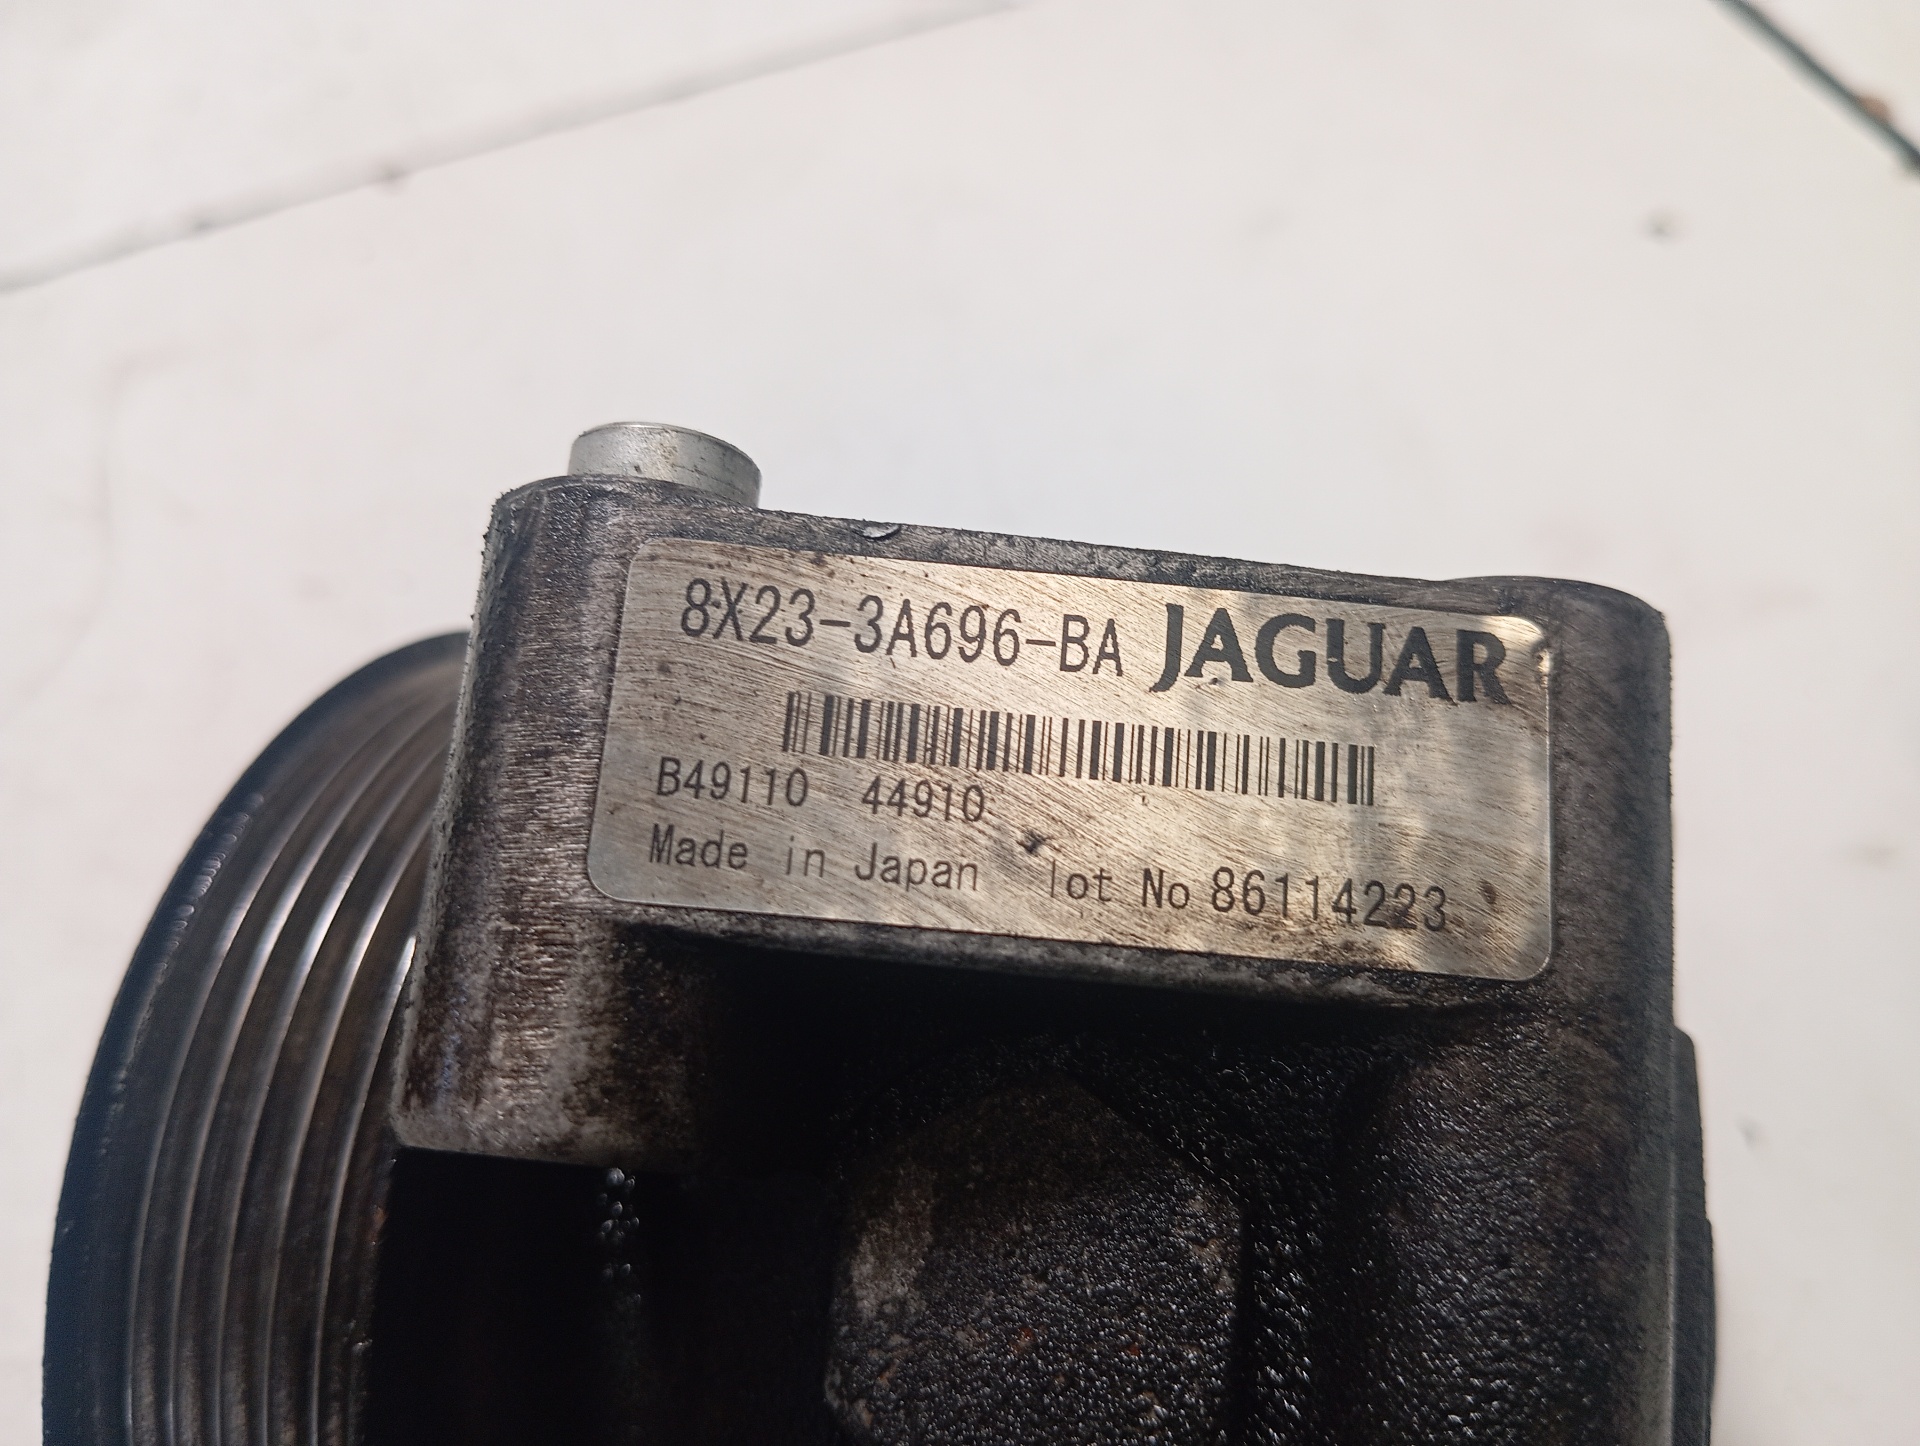 8X23-3A696-BA JAGUAR
B49110 44910
Made in Japan lot No 86114223